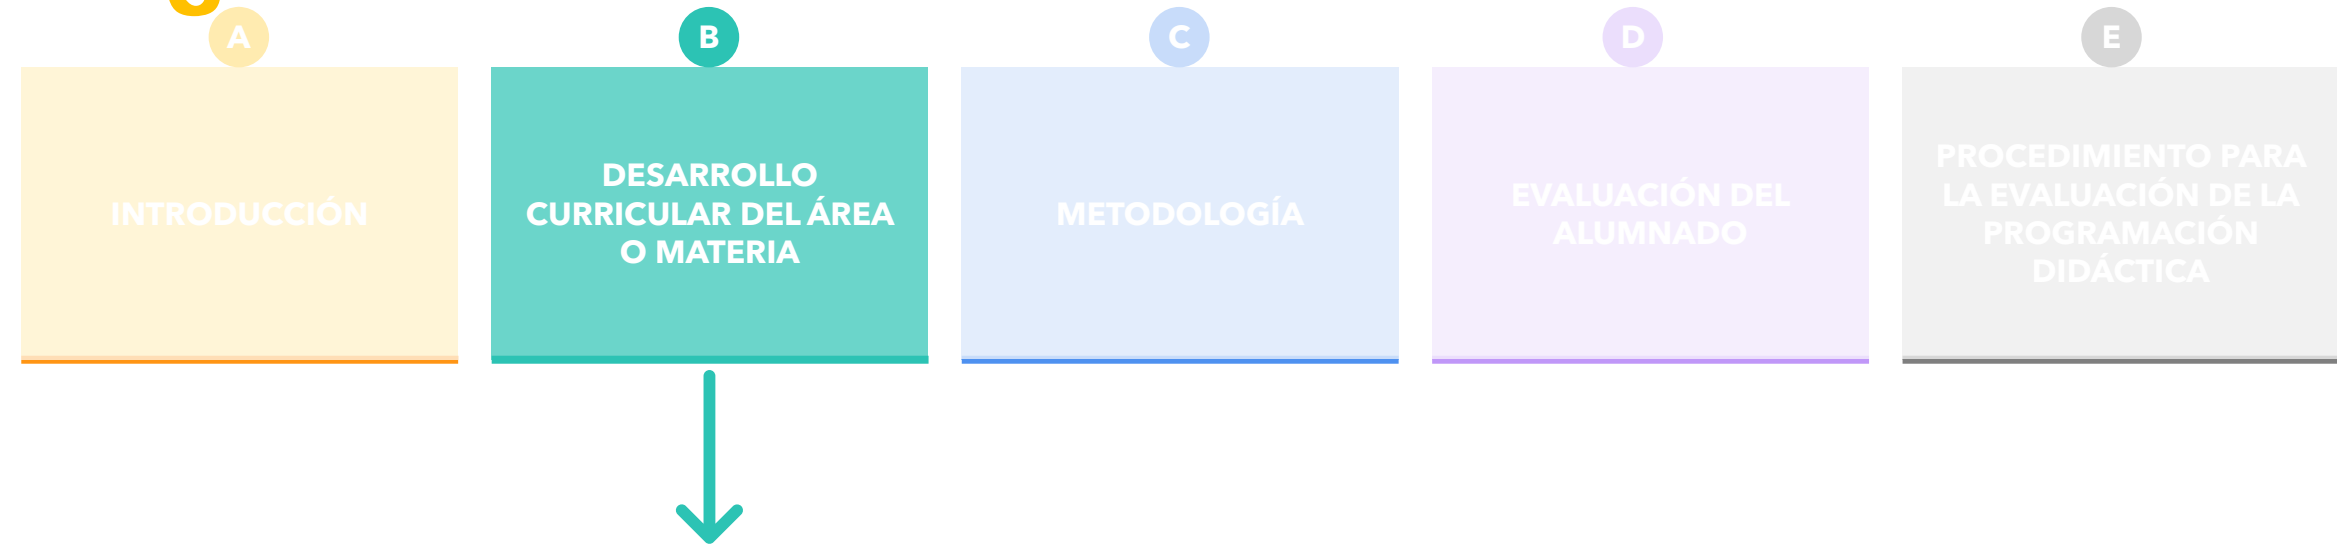 A
B
C
D
E
INTRODUCCIÓN
DESARROLLO
CURRICULAR DEL ÁREA
O MATERIA
METODOLOGÍA
EVALUACIÓN DEL
ALUMNADO
PROCEDIMIENTO PARA
LA EVALUACIÓN DE LA
PROGRAMACIÓN
DIDÁCTICA